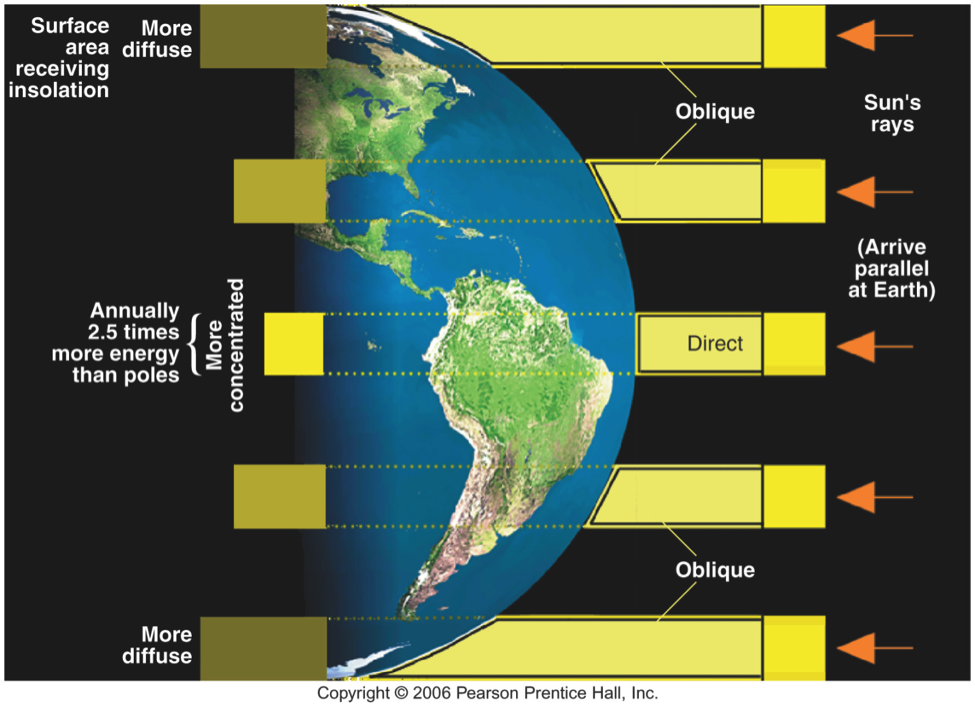 Surface
area
receiving
insolation
More
diffuse
Oblique
Sun's
rays
(Arrive
parallel
at Earth)
Annually
2.5 times
more energy
than poles
More
concentrated
Direct
Oblique
More
diffuse
Copyright © 2006 Pearson Prentice Hall, Inc.